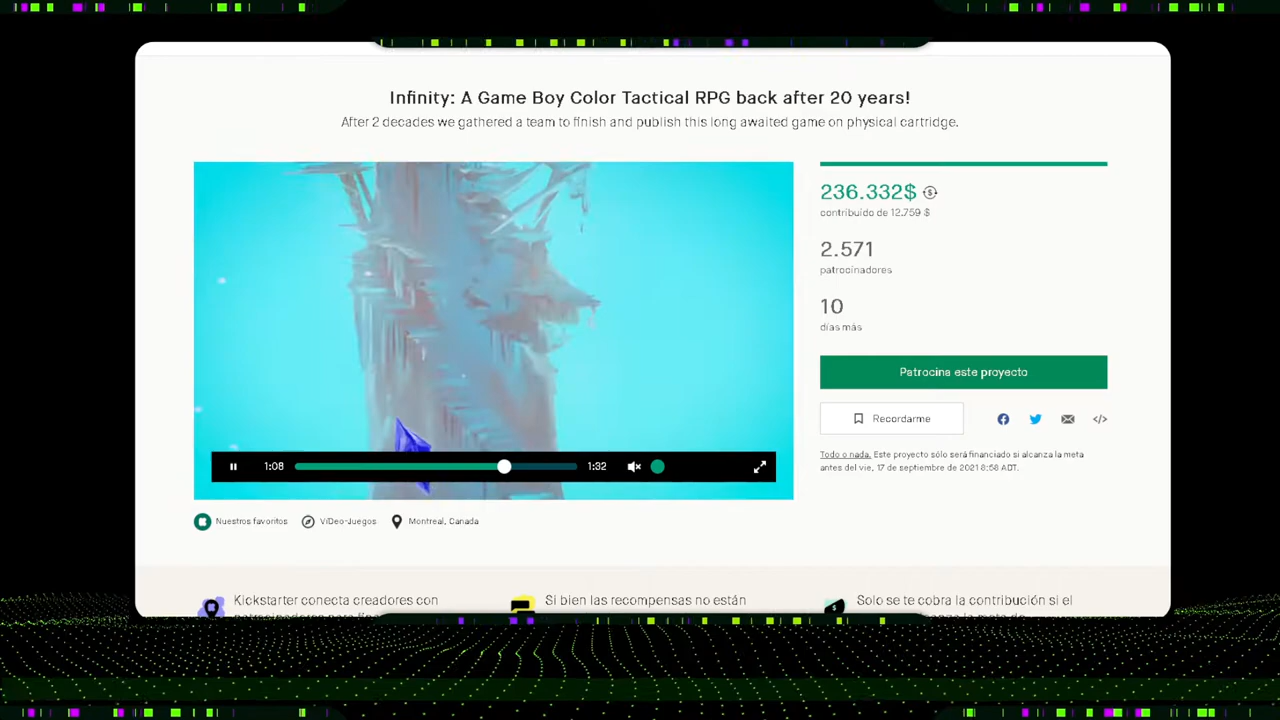 Infinity: A Game Boy Color Tactical RPG back after 20 years!
After 2 decades we gathered a team to finish and publish this long awaited game on physical cartridge.
236.332$
contribuido de 12.759 $
2.571
patrocinadores
10
días más
Patrocina este proyecto
Recordarme
Todo o nada. Este proyecto sólo será financiado si alcanza la meta
antes del vie, 17 de septiembre de 2021 8:58 ADT.
1:08
1:32
Nuestros favoritos
Video-Juegos
Montreal, Canada
Kickstarter conecta creadores con
Si bien las recompensas no están
Solo se te cobra la contribución si el